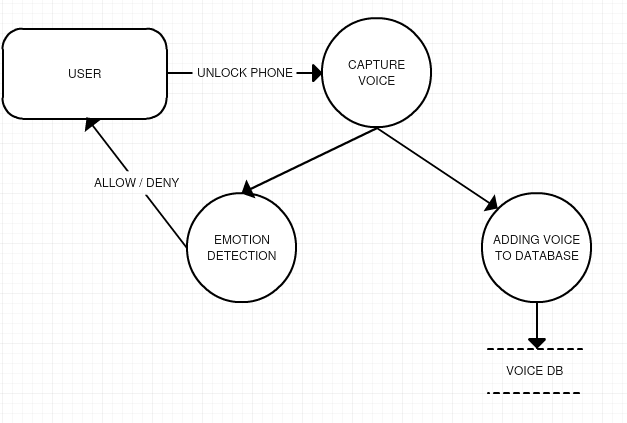 USER
UNLOCK PHONE
CAPTURE
VOICE
ALLOW / DENY
EMOTION
DETECTION
ADDING VOICE
TO DATABASE
VOICE DB